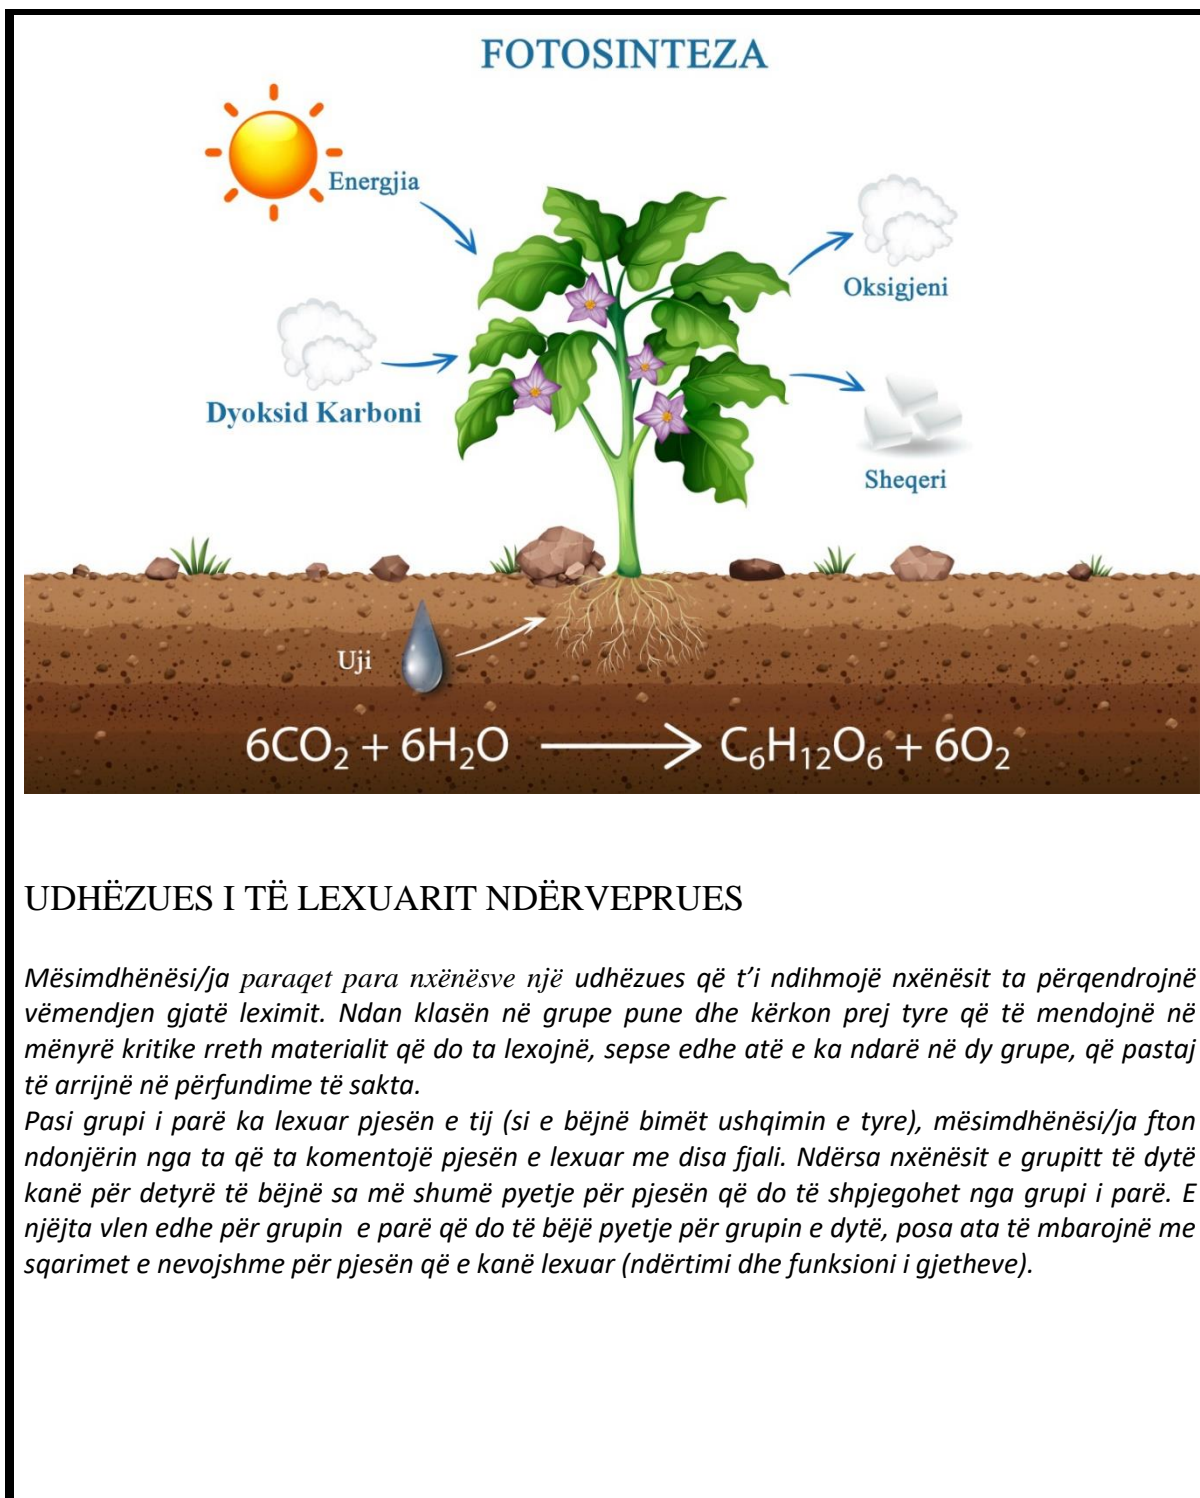 FOTOSINTEZA
Energjia
Oksigjeni
Dyoksid Karboni
Sheqeri
Uji
6CO₂ + 6H₂O ⟶ C₆H₁₂O₆ + 6O₂
UDHËZUES I TË LEXUARIT NDËRVEPRUES
Mësimdhënësi/ja paraqet para nxënësve një udhëzues që t’i ndihmojë nxënësit ta përqendrojnë
vëmendjen gjatë leximit. Ndan klasën në grupe pune dhe kërkon prej tyre që të mendojnë në
mënyrë kritike rreth materialit që do ta lexojnë, sepse edhe atë e ka ndarë në dy grupe, që pastaj
të arrijnë në përfundime të sakta.
Pasi grupi i parë ka lexuar pjesën e tij (si e bëjnë bimët ushqimin e tyre), mësimdhënësi/ja fton
ndonjërin nga ta që ta komentojë pjesën e lexuar me disa fjali. Ndërsa nxënësit e grupitt të dytë
kanë për detyrë të bëjnë sa më shumë pyetje për pjesën që do të shpjegohet nga grupi i parë. E
njëjta vlen edhe për grupin e parë që do të bëjë pyetje për grupin e dytë, posa ata të mbarojnë me
sqarimet e nevojshme për pjesën që e kanë lexuar (ndërtimi dhe funksioni i gjetheve).